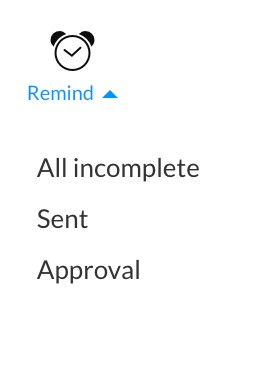 Remind
All incomplete
Sent
Approval